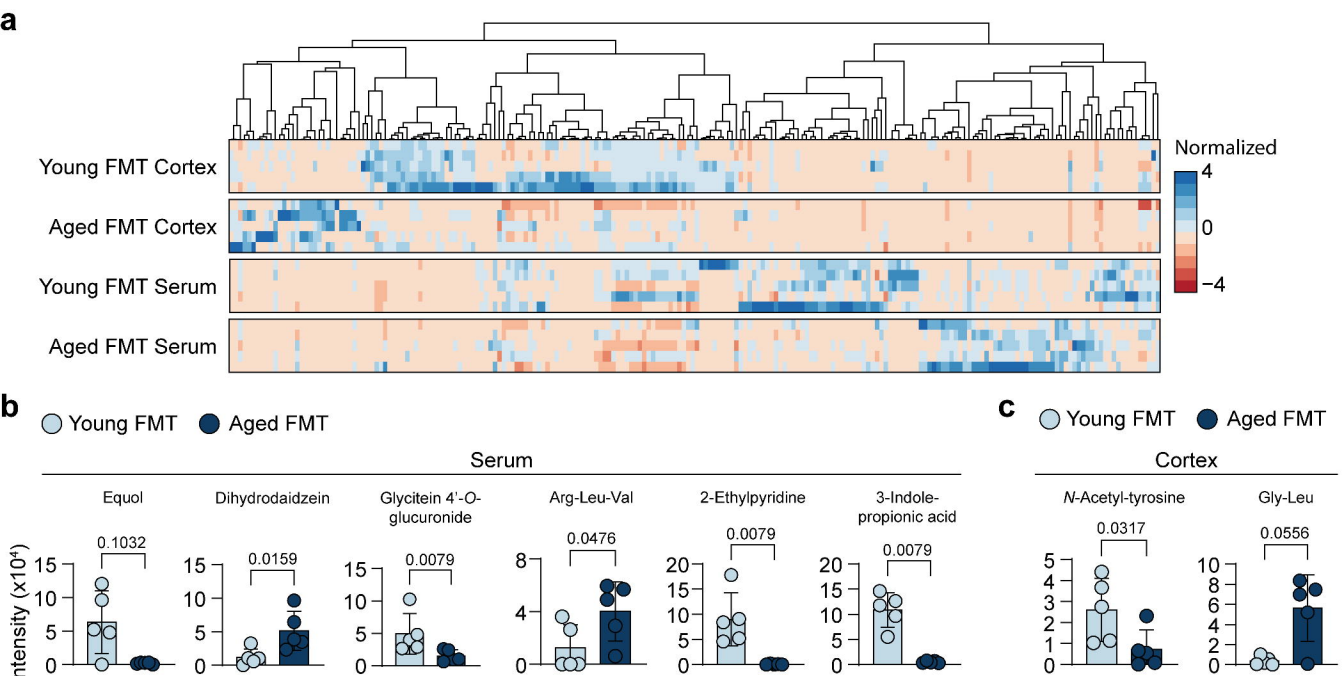 a
Normalized
4
0
−4
Young FMT Cortex
Aged FMT Cortex
Young FMT Serum
Aged FMT Serum
b
Young FMT Aged FMT
Serum
Equol
0.1032
15
10
5
0
Intensity (x10⁴)
Dihydrodaidzein
0.0159
15
10
5
0
Glycitein 4'-O-
glucuronide
0.0079
15
10
5
0
Arg-Leu-Val
0.0476
8
4
0
2-Ethylpyridine
0.0079
20
15
10
5
0
3-Indole-
propionic acid
0.0079
20
15
10
5
0
c
Young FMT Aged FMT
Cortex
N-Acetyl-tyrosine
0.0317
5
4
3
2
1
0
Gly-Leu
0.0556
10
8
6
4
2
0